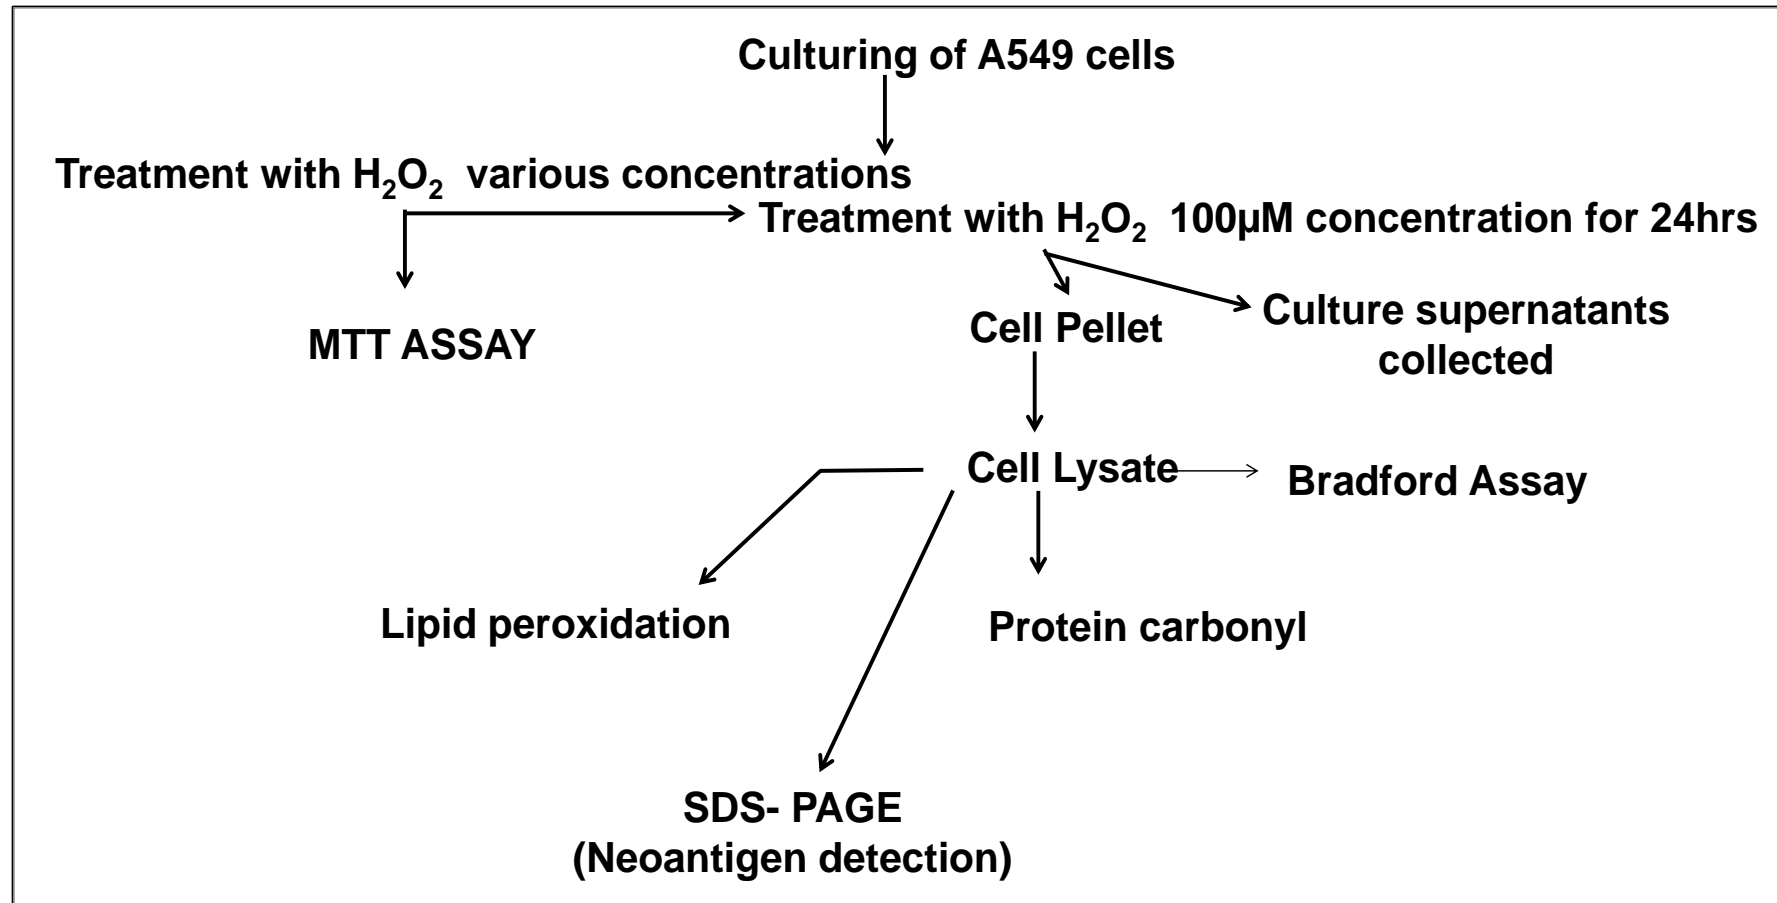 Culturing of A549 cells
Treatment with H₂O₂ various concentrations
Treatment with H₂O₂ 100µM concentration for 24hrs
MTT ASSAY
Cell Pellet
Culture supernatants
collected
Cell Lysate
Bradford Assay
Lipid peroxidation
Protein carbonyl
SDS- PAGE
(Neoantigen detection)